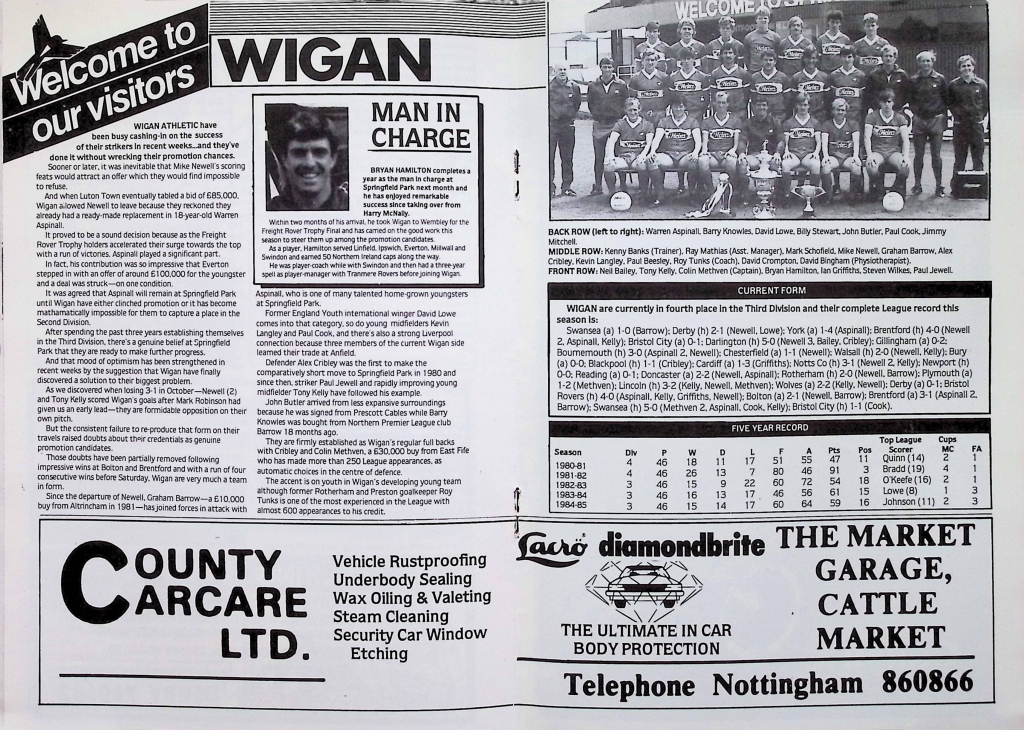 Welcome to
our visitors
WIGAN
WIGAN ATHLETIC have
been busy cashing-in on the success
of their strikers in recent weeks...and they've
done it without wrecking their promotion chances.
Sooner or later, it was inevitable that Mike Newell's scoring
feats would attract an offer which they found impossible
to refuse.
And when Luton Town eventually tabled a bid of £85,000,
Wigan allowed Newell to leave because they reckoned they
already had a ready-made replacement in 18-year-old Warren
Aspinall.
It proved to be a sound decision because as the Freight
Rover Trophy holders accelerated their surge towards the top
with a run of victories. Aspinall played a significant part.
In fact, his contribution was so impressive that Everton
stepped in with an offer of around £100,000 for the youngster
and a deal was struck—on one condition.
It was agreed that Aspinall will remain at Springfield Park
until Wigan have either clinched promotion or it has become
mathematically impossible for them to capture a place in the
Second Division.
After spending the past three years establishing themselves
in the Third Division, there's a genuine belief at Springfield
Park that they are ready to make further progress.
And that mood of optimism has been strengthened in
recent weeks by the suggestion that Wigan have finally
discovered a solution to their biggest problem.
As we discovered when losing 3-1 in October—Newell (2)
and Tony Kelly scored Wigan's goals after Mark Robinson had
given us an early lead—they are formidable opposition on their
own pitch.
But the consistent failure to re-produce that form on their
travels raised doubts about their credentials as genuine
promotion candidates.
Those doubts have been partially removed following
impressive wins at Bolton and Brentford and with a run of four
consecutive wins before Saturday, Wigan are very much a team
in form.
Since the departure of Newell, Graham Barrow—a £10,000
buy from Altrincham in 1981—has joined forces in attack with
MAN IN
CHARGE
BRYAN HAMILTON completes a
year as the man in charge at
Springfield Park next month and
he has enjoyed remarkable
success since taking over from
Harry McNally.
Within two months of his arrival, he took Wigan to Wembley for the
Freight Rover Trophy Final and has carried on the good work this
season to steer them up among the promotion candidates.
As a player, Hamilton served Linfield, Ipswich, Everton, Millwall and
Swindon and earned 50 Northern Ireland caps along the way.
He was player-coach while with Swindon and then had a three-year
spell as player-manager with Tranmere Rovers before joining Wigan.
Aspinall, who is one of many talented home-grown youngsters
at Springfield Park.
Former England Youth international winger David Lowe
comes into that category, so do young midfielders Kevin
Langley and Paul Cook, and there's also a strong Liverpool
connection because three members of the current Wigan side
learned their trade at Anfield.
Defender Alex Cribley was the first to make the
comparatively short move to Springfield Park in 1980 and
since then, striker Paul Jewell and rapidly improving young
midfielder Tony Kelly have followed his example.
John Butler arrived from less expansive surroundings
because he was signed from Prescott Cables while Barry
Knowles was bought from Northern Premier League club
Barrow 18 months ago.
They are firmly established as Wigan's regular full backs
with Cribley and Colin Methven, a £30,000 buy from East Fife
who has made more than 250 League appearances, as
automatic choices in the centre of defence.
The accent is on youth in Wigan's developing young team
although former Rotherham and Preston goalkeeper Roy
Tunks is one of the most experienced in the League with
almost 600 appearances to his credit.
WELCOME TO SP
BACK ROW (left to right): Warren Aspinall, Barry Knowles, David Lowe, Billy Stewart, John Butler, Paul Cook, Jimmy
Mitchell.
MIDDLE ROW: Kenny Banks (Trainer), Ray Mathias (Asst. Manager), Mark Schofield, Mike Newell, Graham Barrow, Alex
Cribley, Kevin Langley, Paul Beesley, Roy Tunks (Coach), David Crompton, David Bingham (Physiotherapist).
FRONT ROW: Neil Bailey, Tony Kelly, Colin Methven (Captain), Bryan Hamilton, Ian Griffiths, Steven Wilkes, Paul Jewell.
CURRENT FORM
WIGAN are currently in fourth place in the Third Division and their complete League record this
season is:
Swansea (a) 1-0 (Barrow); Derby (h) 2-1 (Newell, Lowe); York (a) 1-4 (Aspinall); Brentford (h) 4-0 (Newell
2, Aspinall, Kelly); Bristol City (a) 0-1; Darlington (h) 5-0 (Newell 3, Bailey, Cribley); Gillingham (a) 0-2;
Bournemouth (h) 3-0 (Aspinall 2, Newell); Chesterfield (a) 1-1 (Newell); Walsall (h) 2-0 (Newell, Kelly); Bury
(a) 0-0; Blackpool (h) 1-1 (Cribley); Cardiff (a) 1-3 (Griffiths); Notts Co (h) 3-1 (Newell 2, Kelly); Newport (h)
0-0; Reading (a) 0-1; Doncaster (a) 2-2 (Newell, Aspinall); Rotherham (h) 2-0 (Newell, Barrow); Plymouth (a)
1-2 (Methven); Lincoln (h) 3-2 (Kelly, Newell, Methven); Wolves (a) 2-2 (Newell, Kelly); Derby (a) 0-1; Bristol
Rovers (h) 4-0 (Aspinall, Kelly, Griffiths, Newell); Bolton (a) 2-1 (Newell, Barrow); Brentford (a) 3-1 (Aspinall 2,
Barrow); Swansea (h) 5-0 (Methven 2, Aspinall, Cook, Kelly); Bristol City (h) 1-1 (Cook).
FIVE YEAR RECORD
Top League Cups
Season Div P W D L F A Pts Pos Scorer MC FA
1980-81 4 46 18 11 17 51 55 47 11 Quinn (14) 2 1
1981-82 4 46 26 13 7 80 46 91 3 Bradd (19) 4 1
1982-83 3 46 15 9 22 60 72 54 18 O'Keefe (16) 2 1
1983-84 3 46 16 13 17 46 56 61 15 Lowe (8) 1 3
1984-85 3 46 15 14 17 60 64 59 16 Johnson (11) 2 3
COUNTY
CARCARE
LTD.
Vehicle Rustproofing
Underbody Sealing
Wax Oiling & Valeting
Steam Cleaning
Security Car Window
Etching
Lacrö diamondbrite
THE ULTIMATE IN CAR
BODY PROTECTION
THE MARKET
GARAGE,
CATTLE
MARKET
Telephone Nottingham 860866